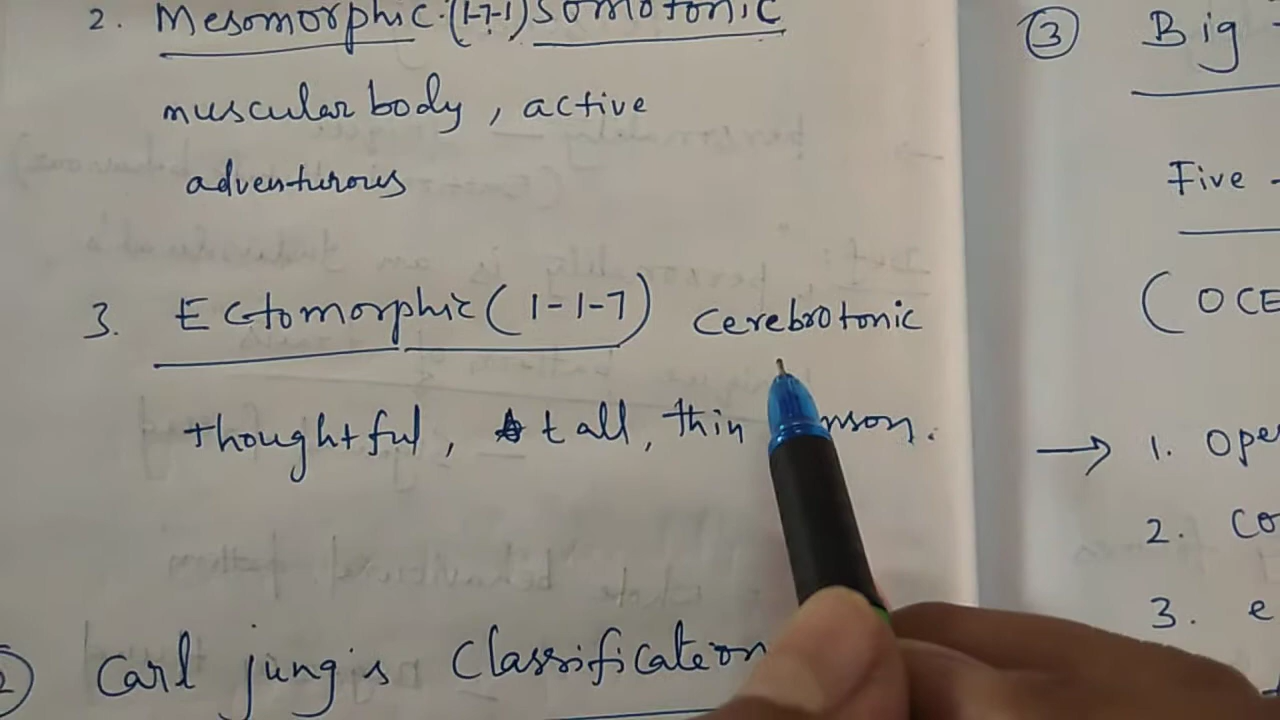 2. Mesomorphic. (1-7-1) Somotonic
muscular body, active
adventurous
3. Ectomorphic (1-1-7) Cerebrotonic
thoughtful, tall, thin
Carl jung's Classification
③ Big
Five -
(OCE
→ 1. Ope
2. Co
3. e